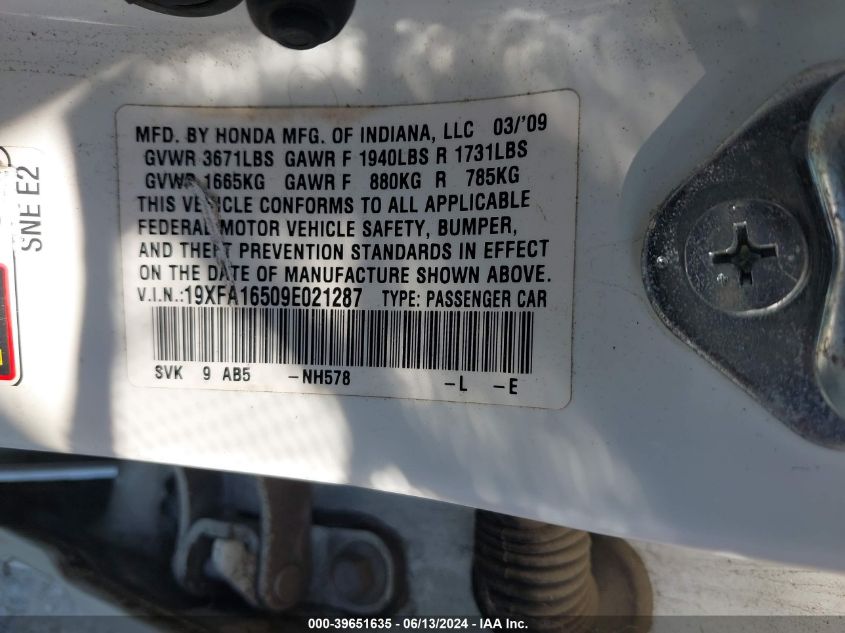 MFD. BY HONDA MFG. OF INDIANA, LLC 03/'09
GVWR 3671LBS GAWR F 1940LBS R 1731LBS
GVWR 1665KG GAWR F 880KG R 785KG
THIS VEHICLE CONFORMS TO ALL APPLICABLE
FEDERAL MOTOR VEHICLE SAFETY, BUMPER,
AND THEFT PREVENTION STANDARDS IN EFFECT
ON THE DATE OF MANUFACTURE SHOWN ABOVE.
V.I.N.:19XFA16509E021287 TYPE: PASSENGER CAR
SVK 9 AB5 -NH578 -L -E
SNE E2
000-39651635 / 06/13/2024 / © IAA Holdings, LLC